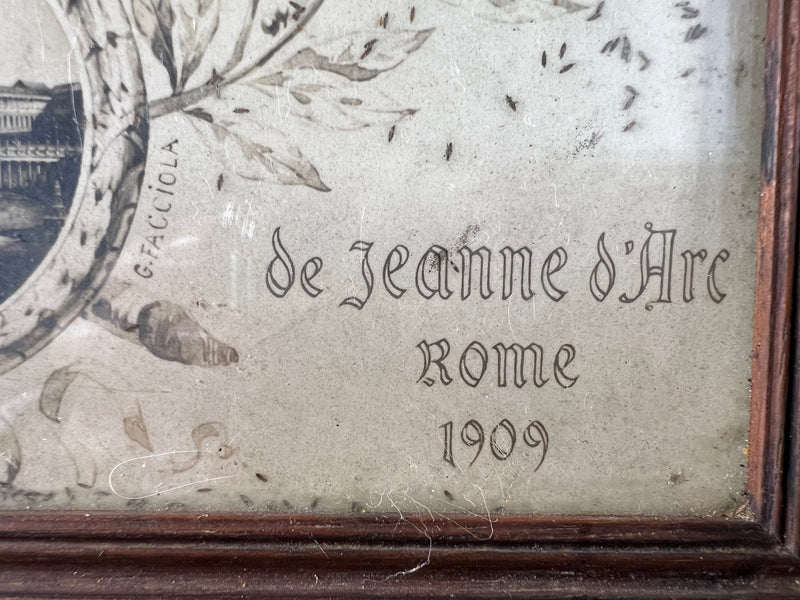 G. FACCIOLA
de Jeanne d'Arc
Rome
1909